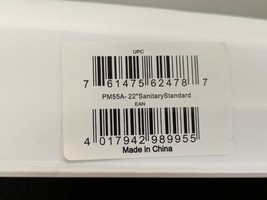 UPC
7 61475 62478 7
PM55A- 22"SanitaryStandard
EAN
4 017942 989955
Made In China